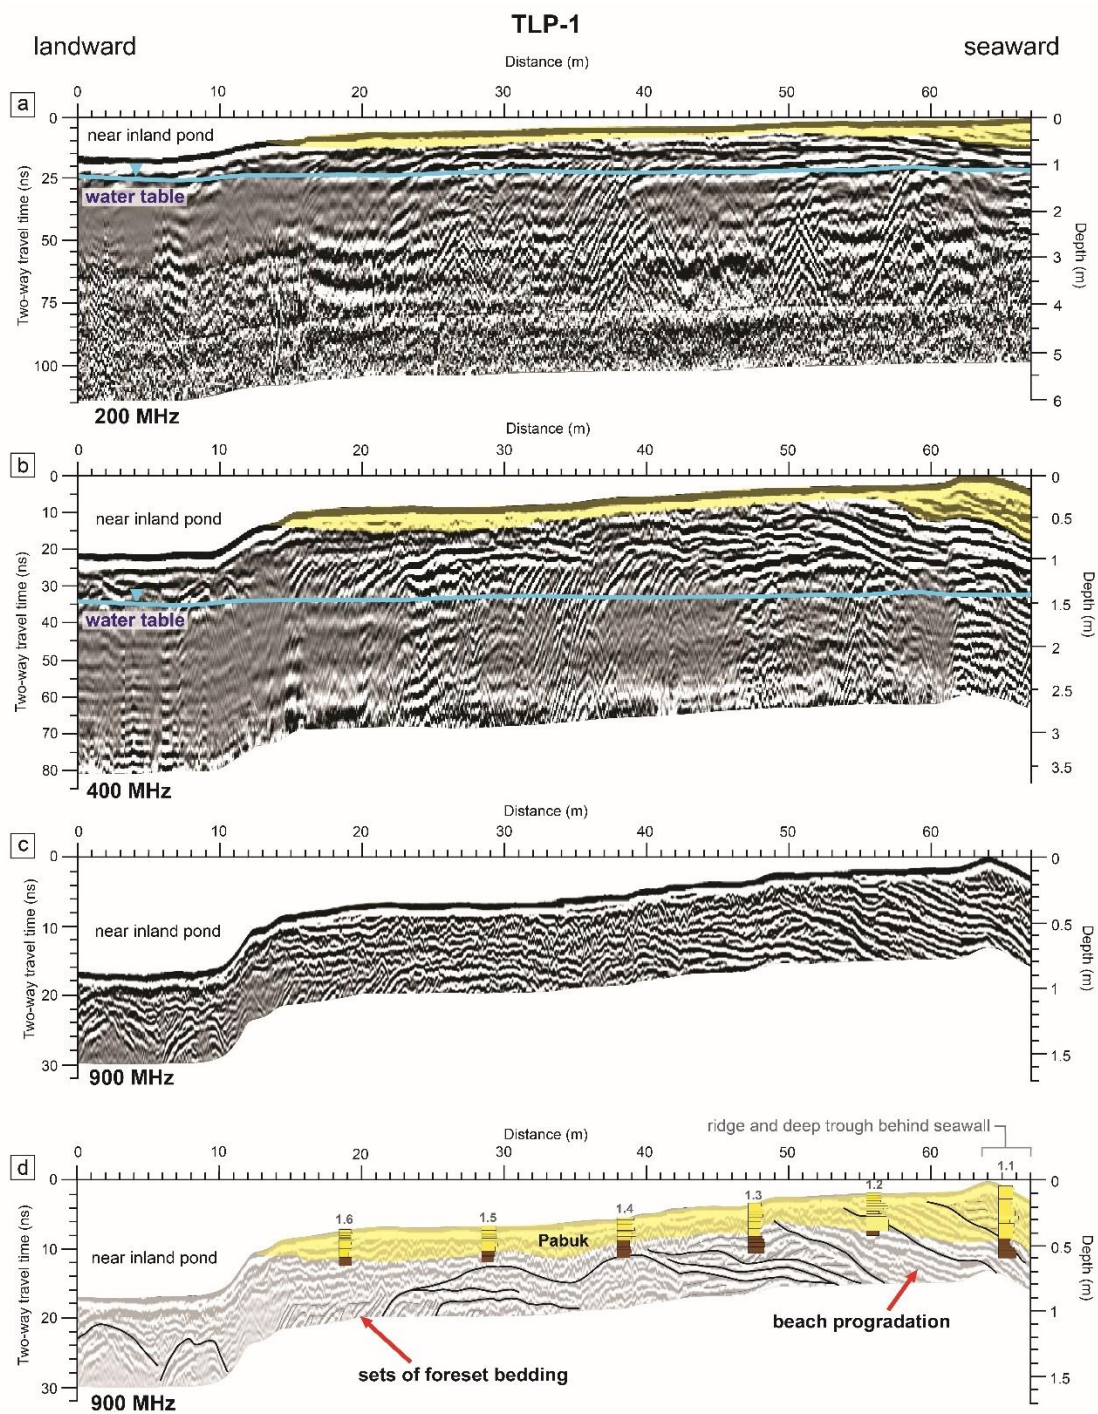 TLP-1
landward
seaward
Distance (m)
a
0 10 20 30 40 50 60
near inland pond
water table
Two-way travel time (ns)
0
25
50
75
100
Depth (m)
0
1
2
3
4
5
6
200 MHz
Distance (m)
b
0 10 20 30 40 50 60
near inland pond
water table
Two-way travel time (ns)
0
10
20
30
40
50
60
70
80
Depth (m)
0
0.5
1
1.5
2
2.5
3
3.5
400 MHz
Distance (m)
c
0 10 20 30 40 50 60
near inland pond
Two-way travel time (ns)
0
10
20
30
Depth (m)
0
0.5
1
1.5
900 MHz
ridge and deep trough behind seawall
Distance (m)
d
0 10 20 30 40 50 60
1.6 1.5 1.4 1.3 1.2 1.1
near inland pond
Pabuk
Two-way travel time (ns)
0
10
20
30
Depth (m)
0
0.5
1
1.5
beach progradation
sets of foreset bedding
900 MHz